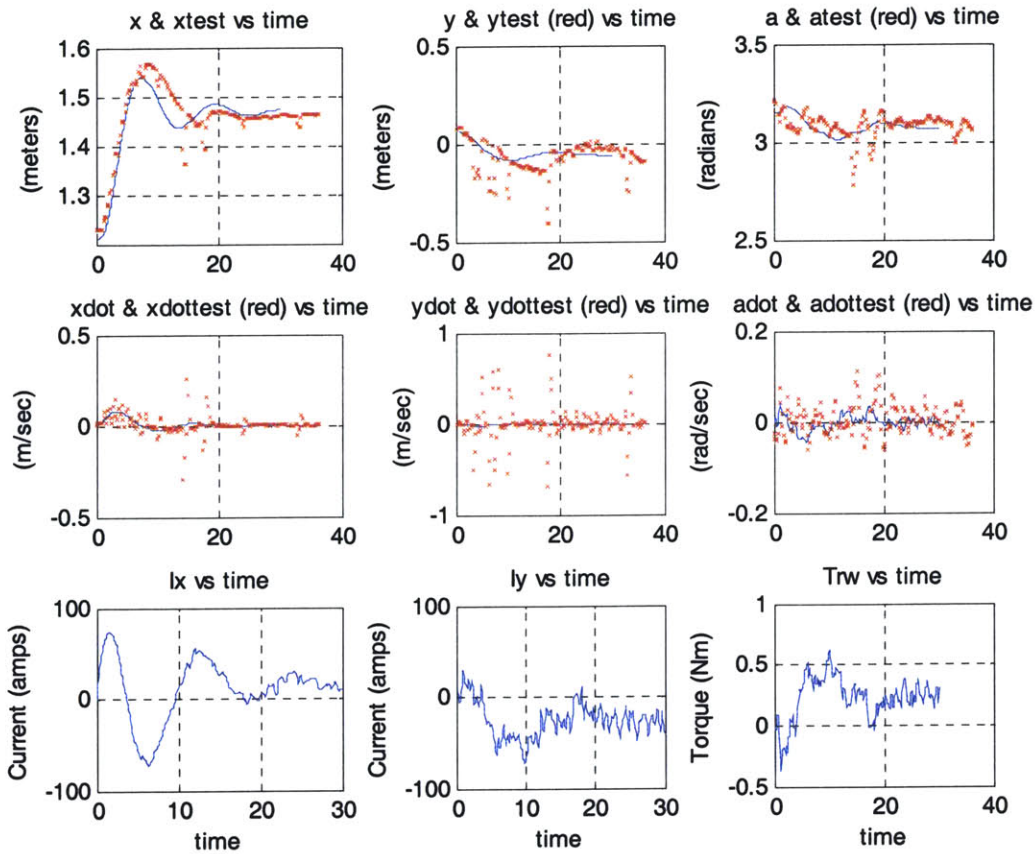 x & xtest vs time
y & ytest (red) vs time
a & atest (red) vs time
1.6
1.5
1.4
1.3
(meters)
0 20 40
0.5
0
-0.5
(meters)
0 20 40
3.5
3
2.5
(radians)
0 20 40
xdot & xdottest (red) vs time
ydot & ydottest (red) vs time
adot & adottest (red) vs time
0.5
0
-0.5
(m/sec)
0 20 40
1
0
-1
(m/sec)
0 20 40
0.2
0
-0.2
(rad/sec)
0 20 40
Ix vs time
Iy vs time
Trw vs time
100
0
-100
Current (amps)
0 10 20 30
time
100
0
-100
Current (amps)
0 10 20 30
time
1
0.5
0
-0.5
Torque (Nm)
0 20 40
time